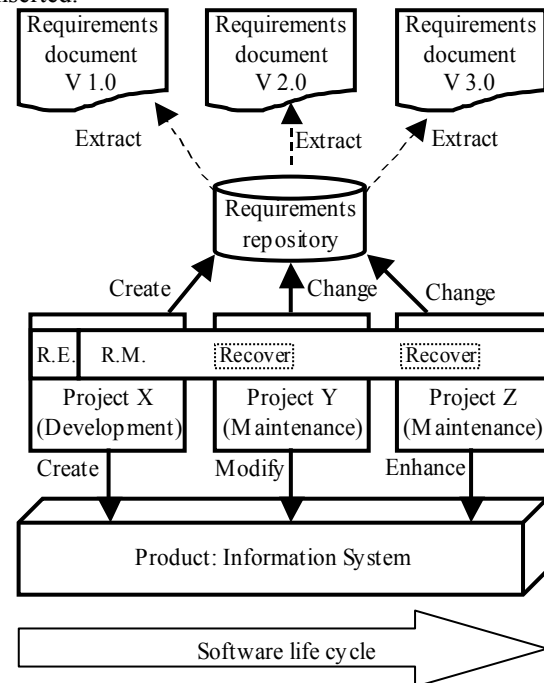 nserted.
Requirements
document
V 1.0
Requirements
document
V 2.0
Requirements
document
V 3.0
Extract
Extract
Extract
Requirements
repository
Create
Change
Change
R.E.
R.M.
Recover
Recover
Project X
(Development)
Project Y
(Maintenance)
Project Z
(Maintenance)
Create
Modify
Enhance
Product: Information System
Software life cycle